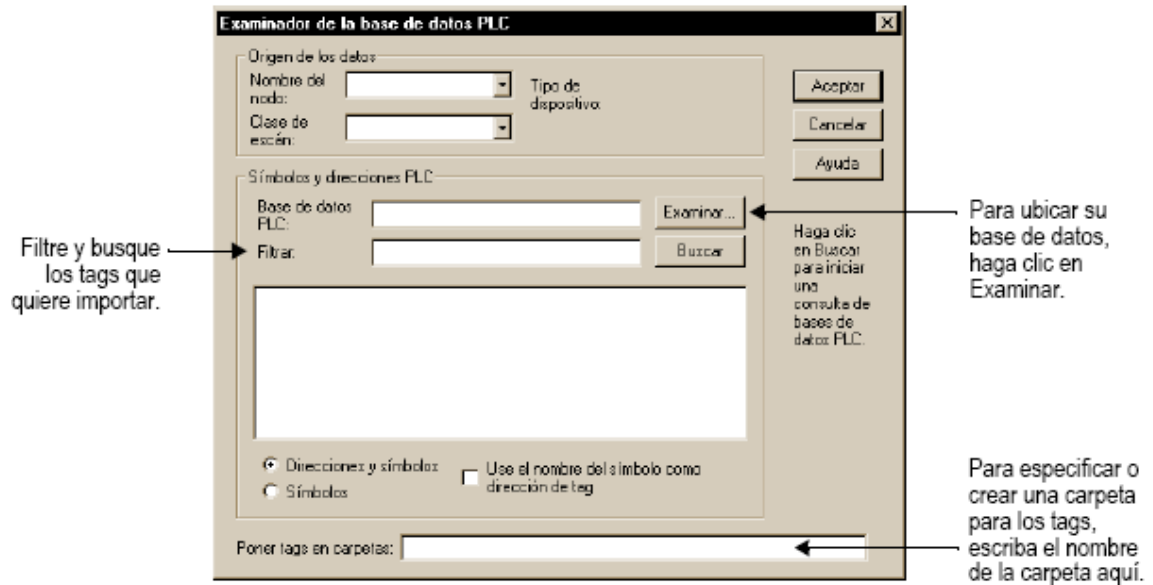 Examinador de la base de datos PLC
Origen de los datos
Nombre del
nodo:
Tipo de
dispositivo:
Clase de
escán:
Aceptar
Cancelar
Ayuda
Símbolos y direcciones PLC
Base de datos
PLC:
Examinar...
Filtrar:
Buscar
Haga clic
en Buscar
para iniciar
una
consulta de
bases de
datos PLC.
Direcciones y símbolos
Símbolos
Use el nombre del símbolo como
dirección de tag
Poner tags en carpetas:
Filtre y busque
los tags que
quiere importar.
Para ubicar su
base de datos,
haga clic en
Examinar.
Para especificar o
crear una carpeta
para los tags,
escriba el nombre
de la carpeta aquí.